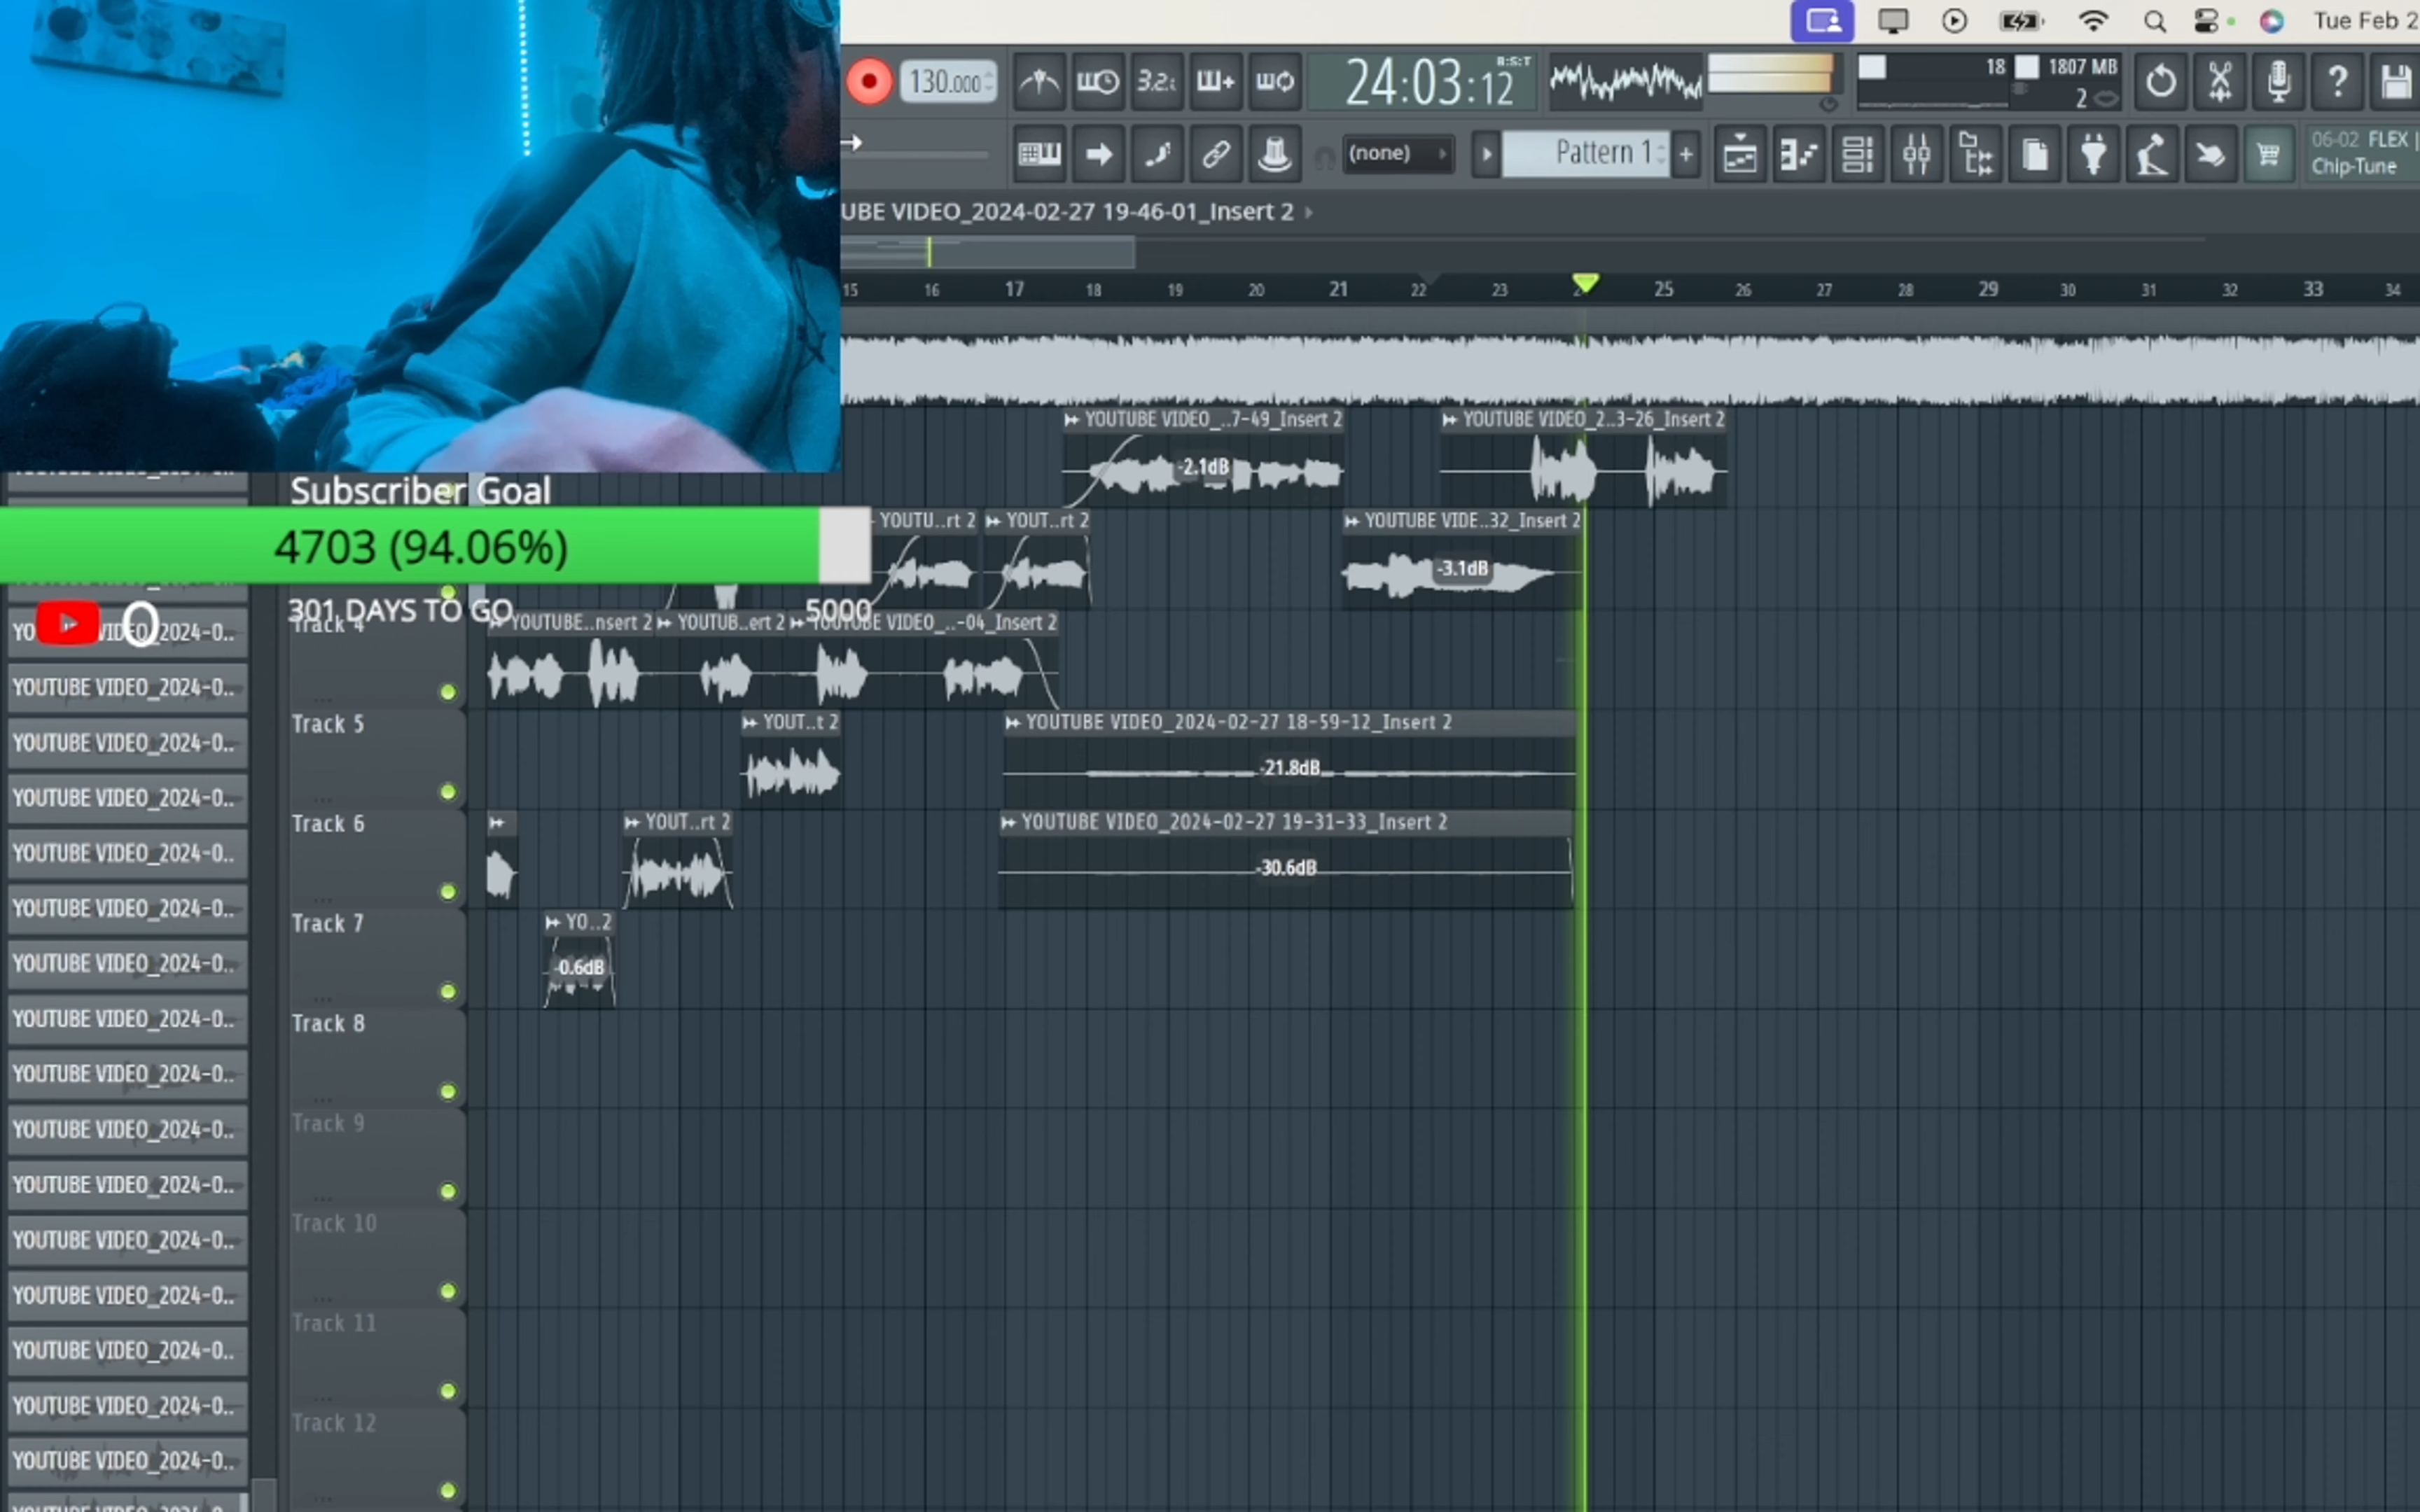 Tue Feb 2
130.000
3.2:
24:03:12
B:S:T
18
1807 MB
2
(none)
Pattern 1
06-02 FLEX |
Chip-Tune
UBE VIDEO_2024-02-27 19-46-01_Insert 2
15 16 17 18 19 20 21 22 23 2 25 26 27 28 29 30 31 32 33 34
YOUTUBE VIDEO_..7-49_Insert 2
YOUTUBE VIDEO_2..3-26_Insert 2
-2.1dB
Subscriber Goal
4703 (94.06%)
YOUTU..rt 2
YOUT..rt 2
YOUTUBE VIDE..32_Insert 2
-3.1dB
0
301 DAYS TO GO
5000
Track 4
YOUTUBE..nsert 2
YOUTUB..ert 2
YOUTUBE VIDEO_..-04_Insert 2
YOUTUBE VIDEO_2024-0..
Track 5
YOUT..t 2
YOUTUBE VIDEO_2024-02-27 18-59-12_Insert 2
YOUTUBE VIDEO_2024-0..
-21.8dB
YOUTUBE VIDEO_2024-0..
Track 6
YOUT..rt 2
YOUTUBE VIDEO_2024-02-27 19-31-33_Insert 2
YOUTUBE VIDEO_2024-0..
-30.6dB
YOUTUBE VIDEO_2024-0..
Track 7
YO..2
YOUTUBE VIDEO_2024-0..
-0.6dB
YOUTUBE VIDEO_2024-0..
Track 8
YOUTUBE VIDEO_2024-0..
Track 9
YOUTUBE VIDEO_2024-0..
YOUTUBE VIDEO_2024-0..
Track 10
YOUTUBE VIDEO_2024-0..
YOUTUBE VIDEO_2024-0..
Track 11
YOUTUBE VIDEO_2024-0..
YOUTUBE VIDEO_2024-0..
Track 12
YOUTUBE VIDEO_2024-0..